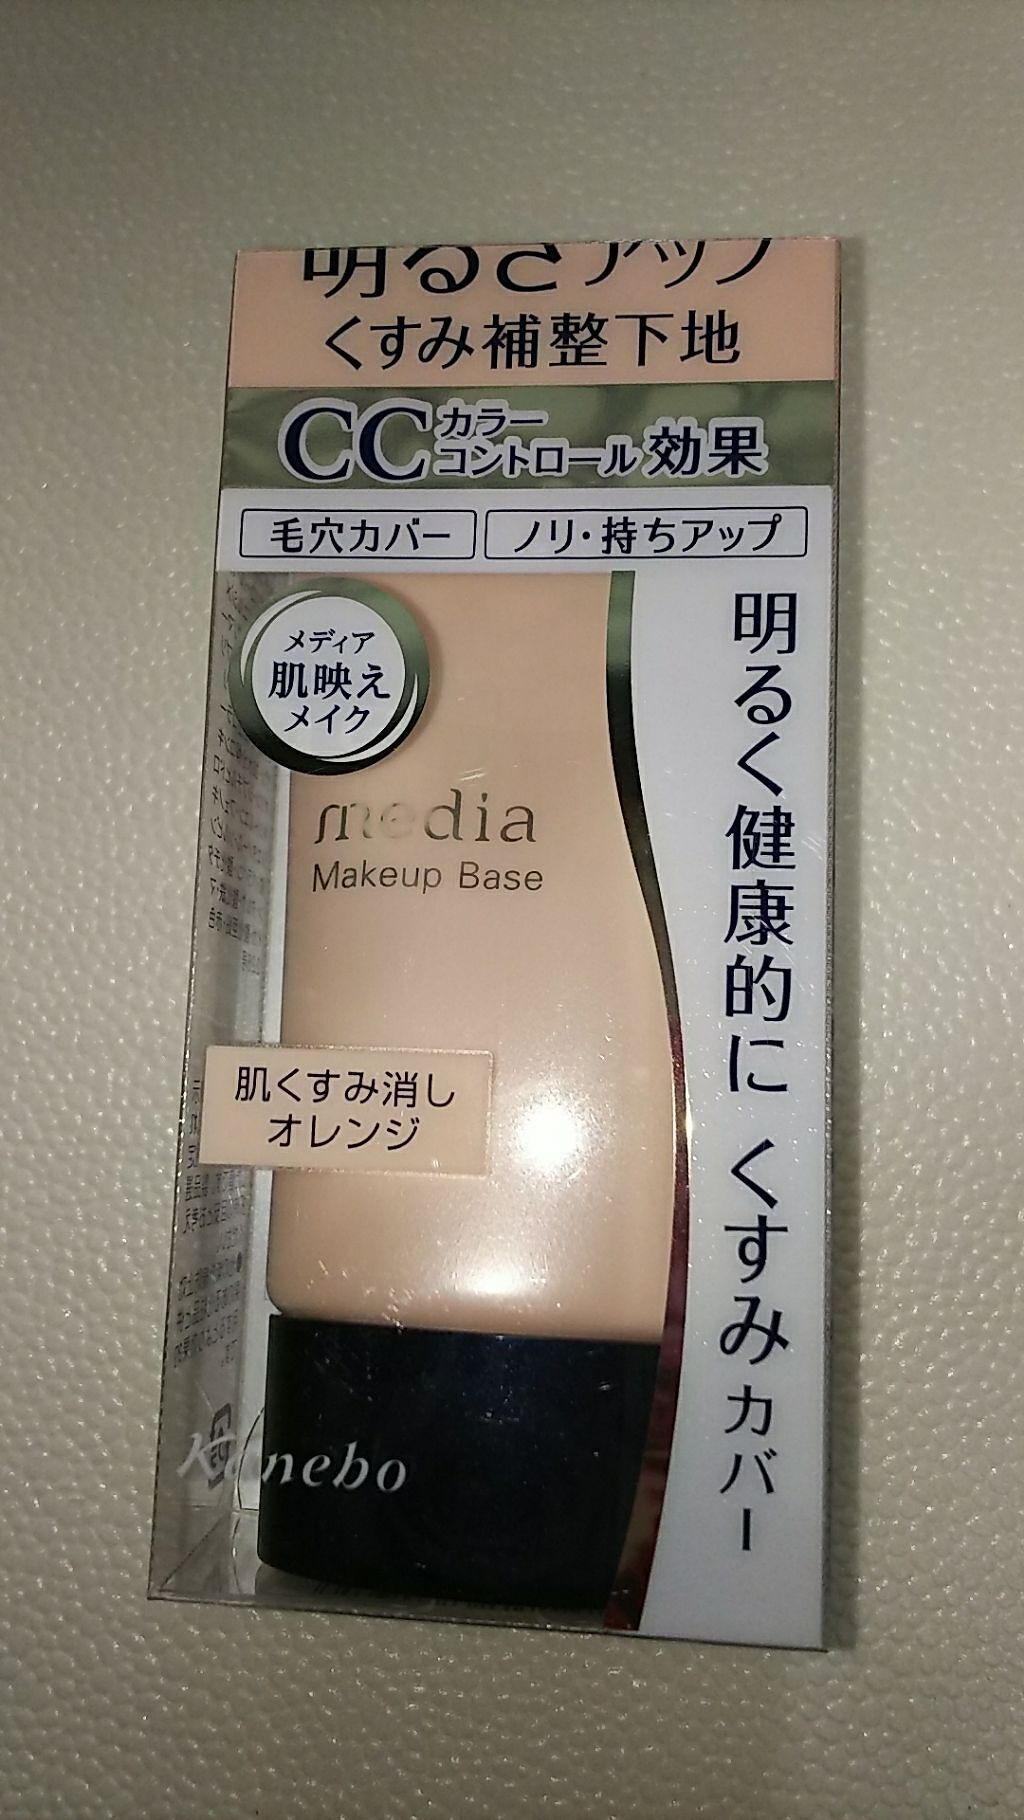 明るさアップ
くすみ補整下地
CCカラーコントロール効果
毛穴カバー
ノリ・持ちアップ
メディア
肌映え
メイク
media
Makeup Base
明るく健康的に くすみカバー
肌くすみ消し
オレンジ
Kanebo